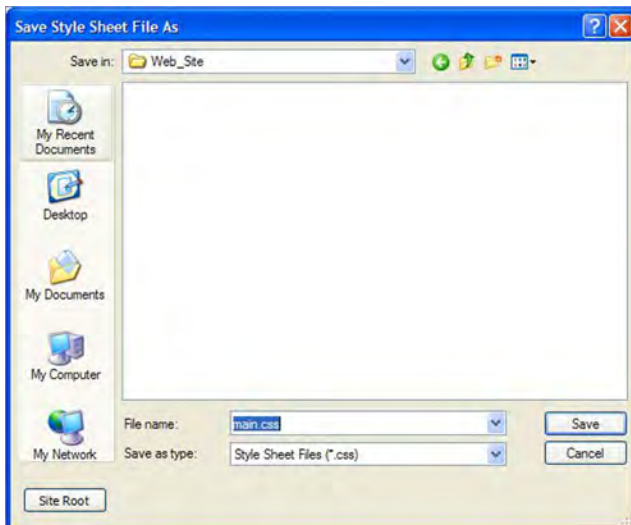 Save Style Sheet File As
Save in:
Web_Site
My Recent
Documents
Desktop
My Documents
My Computer
My Network
File name:
main.css
Save
Save as type:
Style Sheet Files (*.css)
Cancel
Site Root